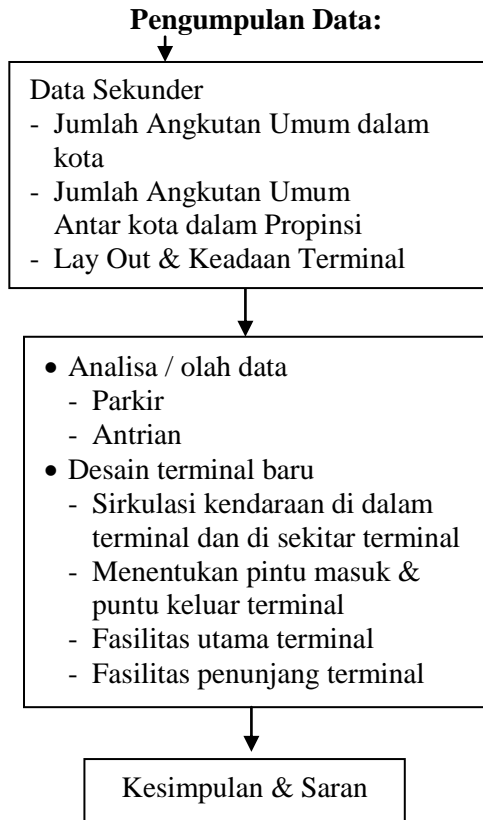 Pengumpulan Data:
Data Sekunder
- Jumlah Angkutan Umum dalam
kota
- Jumlah Angkutan Umum
Antar kota dalam Propinsi
- Lay Out & Keadaan Terminal
• Analisa / olah data
- Parkir
- Antrian
• Desain terminal baru
- Sirkulasi kendaraan di dalam
terminal dan di sekitar terminal
- Menentukan pintu masuk &
puntu keluar terminal
- Fasilitas utama terminal
- Fasilitas penunjang terminal
Kesimpulan & Saran